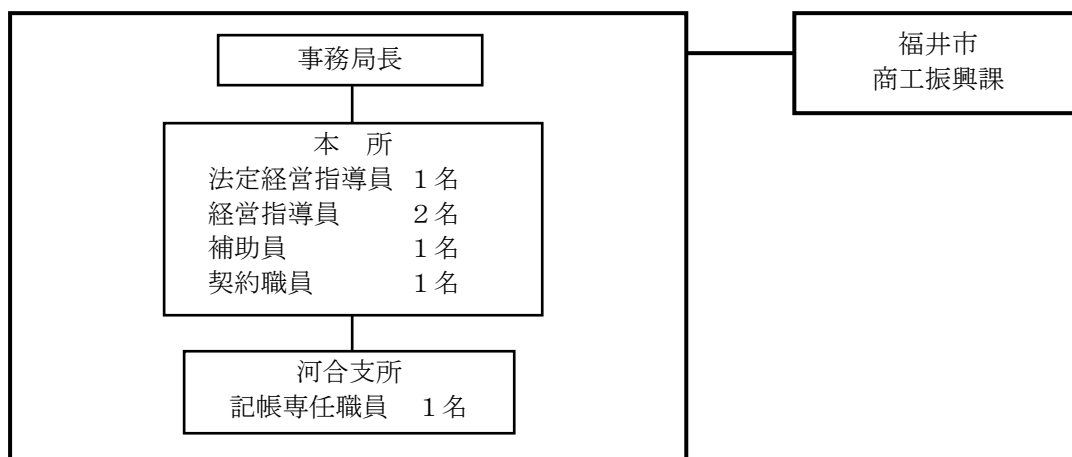 事務局長
福井市
商工振興課
本　所
法定経営指導員　１名
経営指導員　２名
補助員　１名
契約職員　１名
河合支所
記帳専任職員　１名